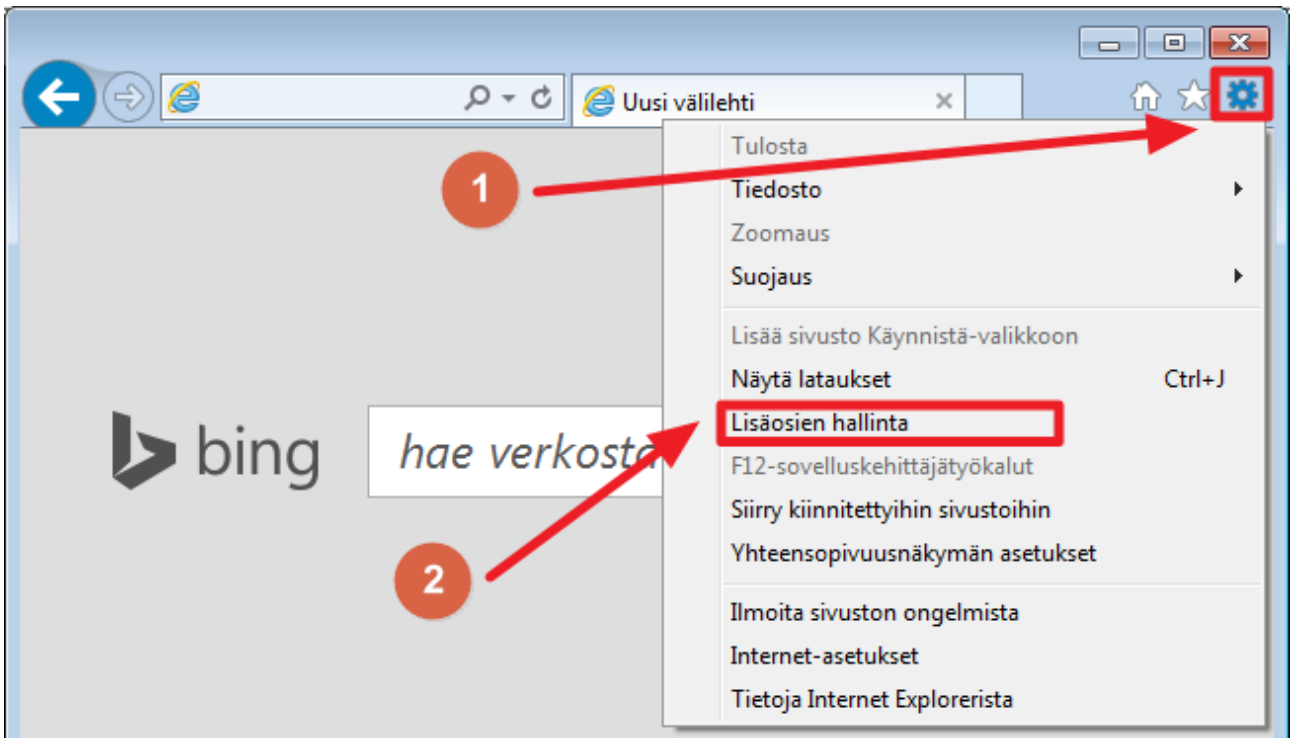 Uusi välilehti
1
Tulosta
Tiedosto
Zoomaus
Suojaus
Lisää sivusto Käynnistä-valikkoon
Näytä lataukset Ctrl+J
Lisäosien hallinta
bing hae verkosta
F12-sovelluskehittäjätyökalut
Siirry kiinnitettyihin sivustoihin
Yhteensopivuusnäkymän asetukset
2
Ilmoita sivuston ongelmista
Internet-asetukset
Tietoja Internet Explorerista